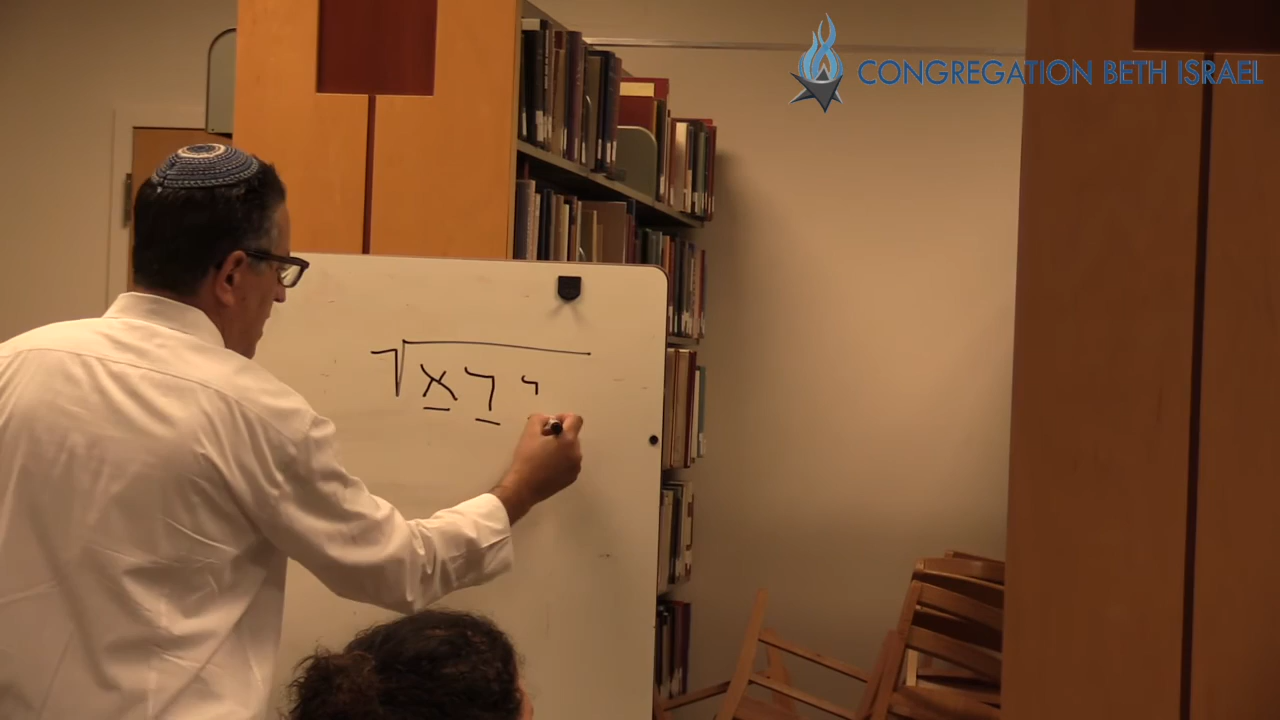 CONGREGATION BETH ISRAEL
√ירא